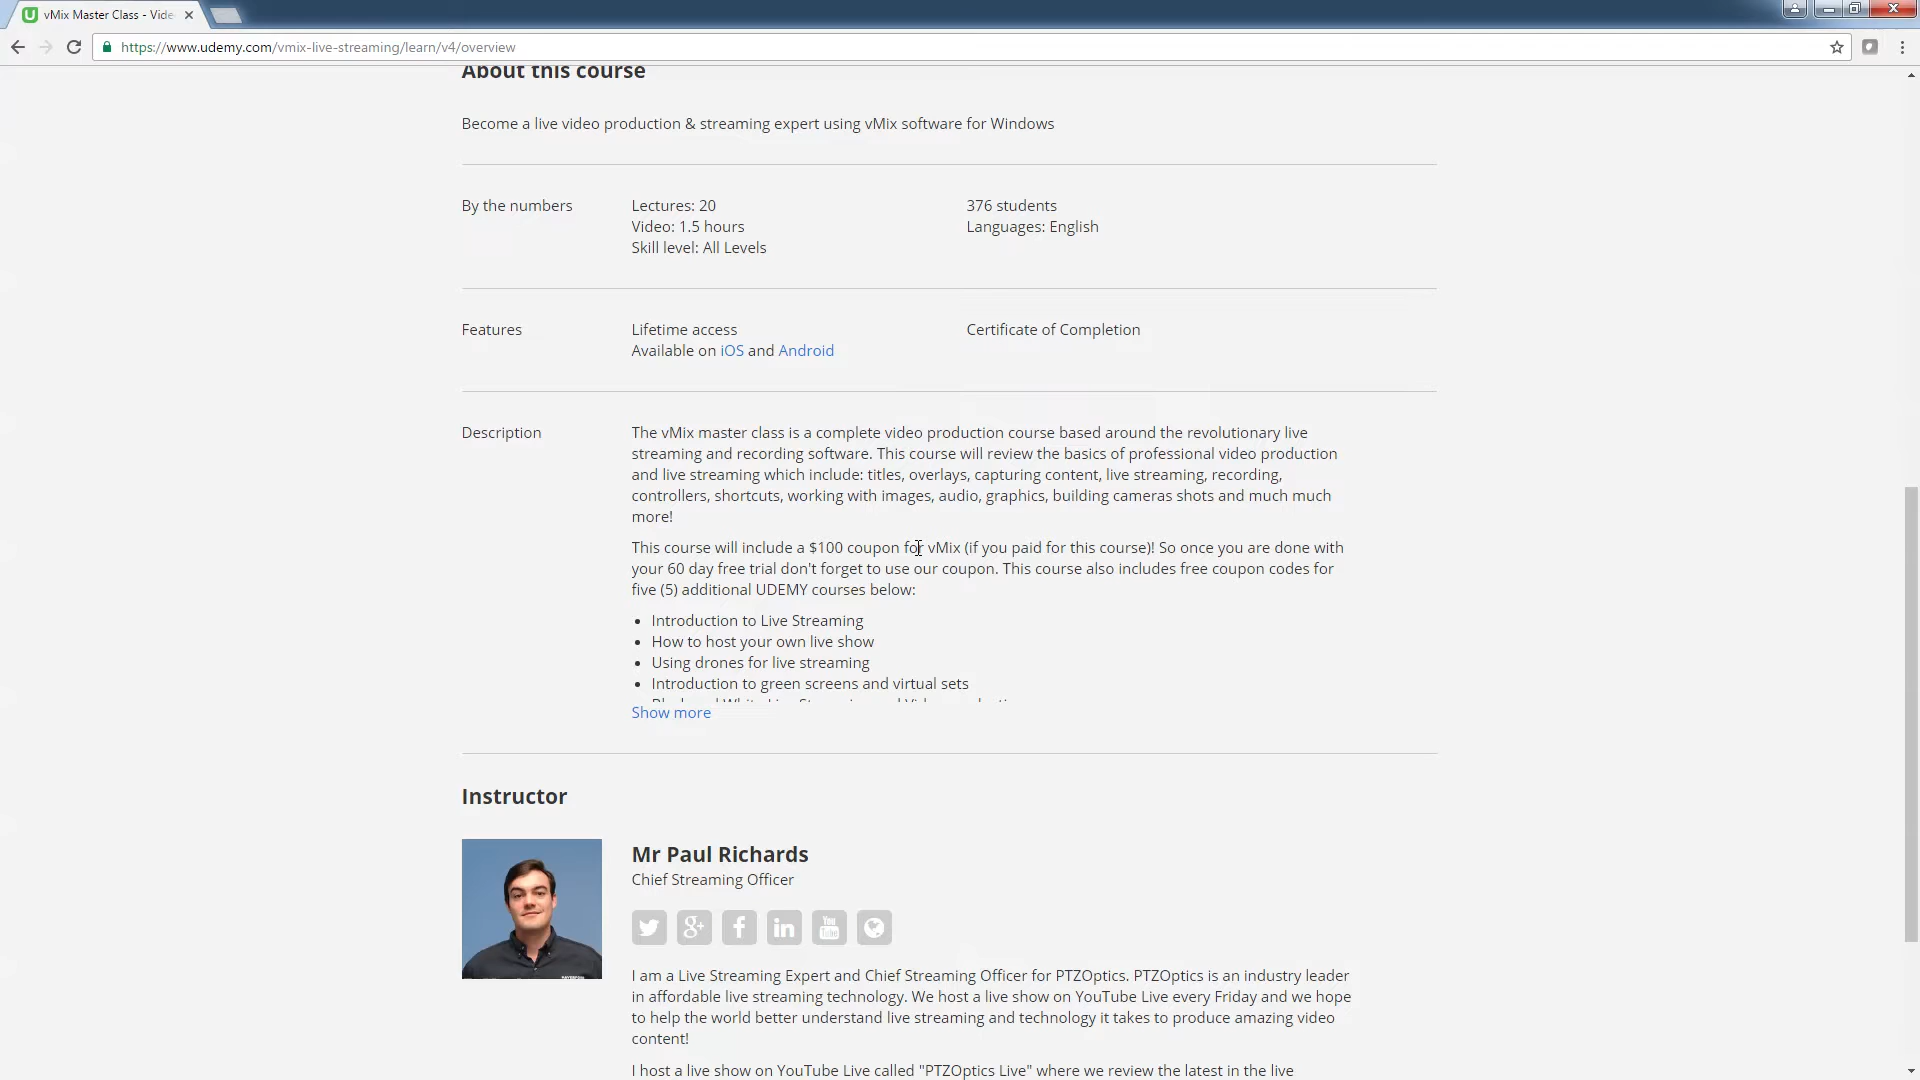 vMix Master Class - Vide
https://www.udemy.com/vmix-live-streaming/learn/v4/overview
About this course
Become a live video production & streaming expert using vMix software for Windows
By the numbers
Lectures: 20
Video: 1.5 hours
Skill level: All Levels
376 students
Languages: English
Features
Lifetime access
Available on iOS and Android
Certificate of Completion
Description
The vMix master class is a complete video production course based around the revolutionary live
streaming and recording software. This course will review the basics of professional video production
and live streaming which include: titles, overlays, capturing content, live streaming, recording,
controllers, shortcuts, working with images, audio, graphics, building cameras shots and much much
more!
This course will include a $100 coupon for vMix (if you paid for this course)! So once you are done with
your 60 day free trial don't forget to use our coupon. This course also includes free coupon codes for
five (5) additional UDEMY courses below:
Introduction to Live Streaming
How to host your own live show
Using drones for live streaming
Introduction to green screens and virtual sets
Show more
Instructor
Mr Paul Richards
Chief Streaming Officer
I am a Live Streaming Expert and Chief Streaming Officer for PTZOptics. PTZOptics is an industry leader
in affordable live streaming technology. We host a live show on YouTube Live every Friday and we hope
to help the world better understand live streaming and technology it takes to produce amazing video
content!
I host a live show on YouTube Live called "PTZOptics Live" where we review the latest in the live